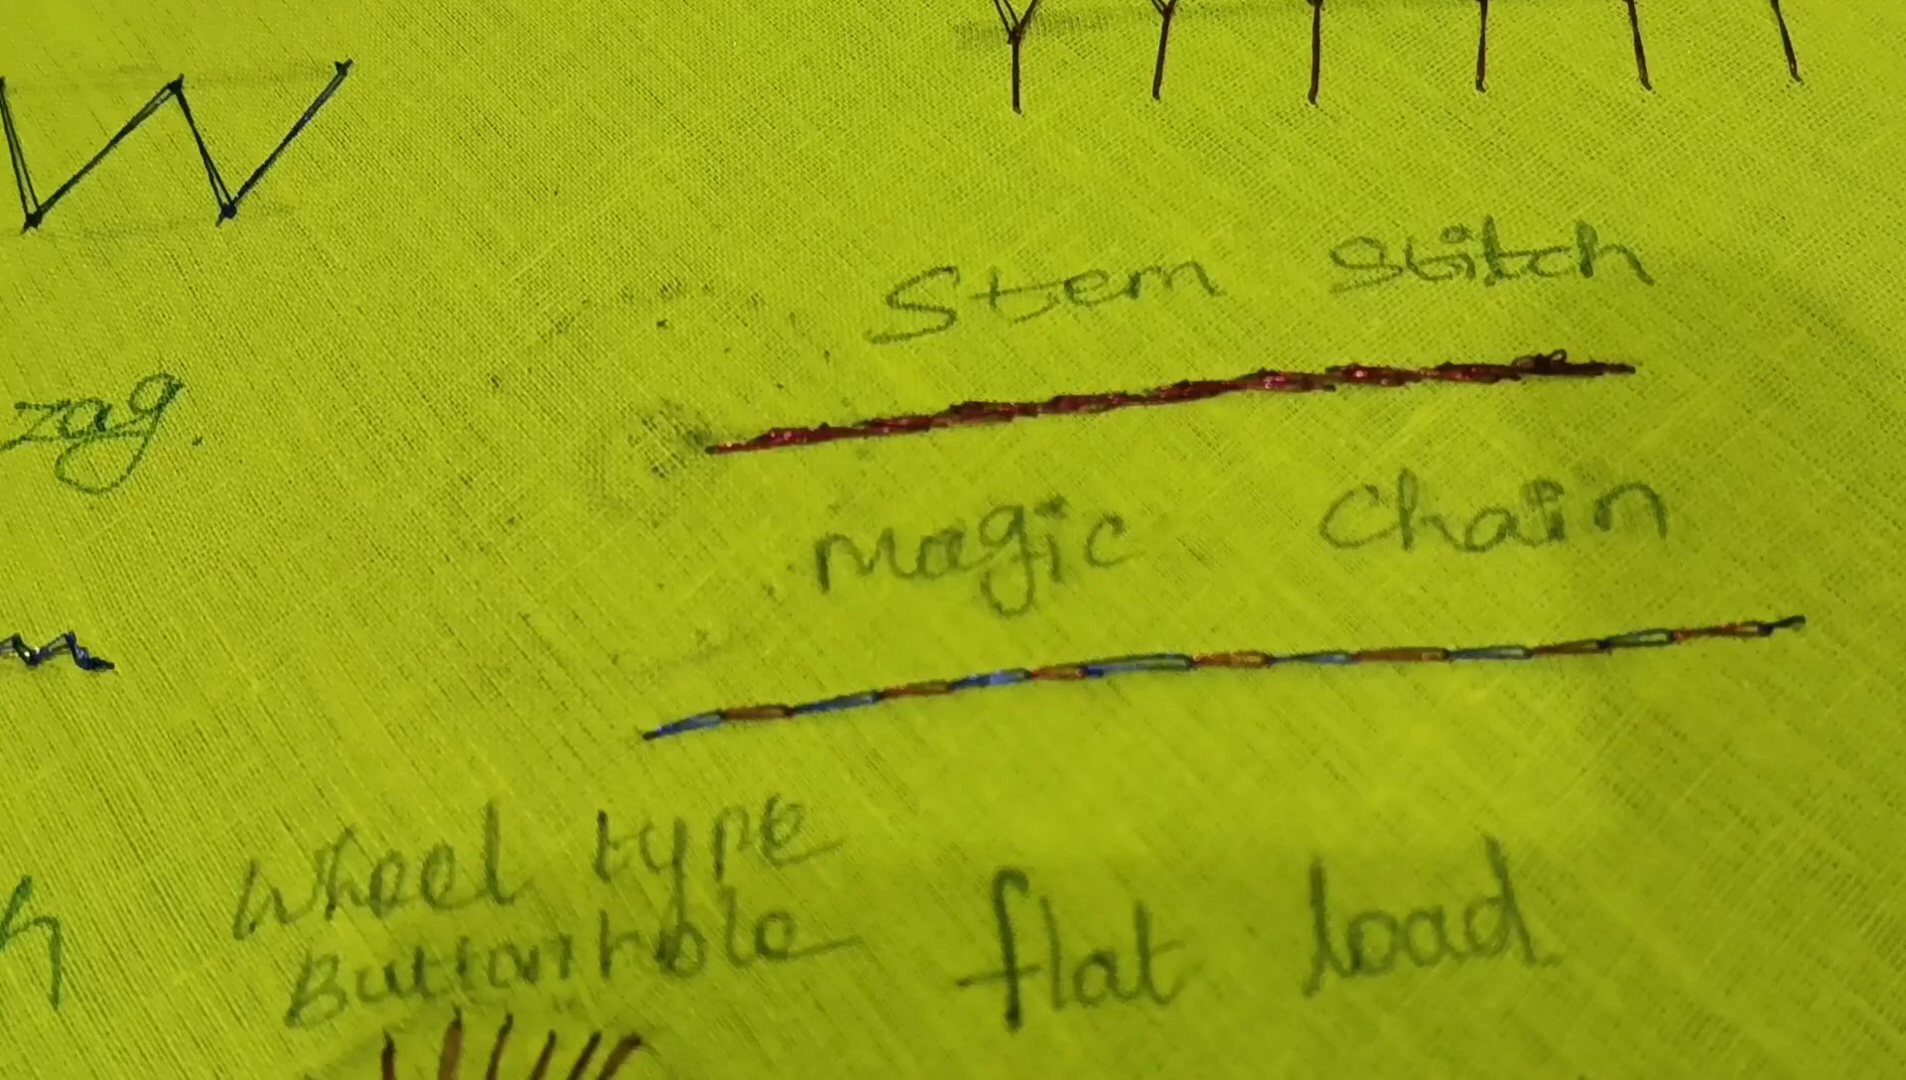 Stem Stitch
zag.
Magic Chain
Wheel type
Buttonhole
flat load